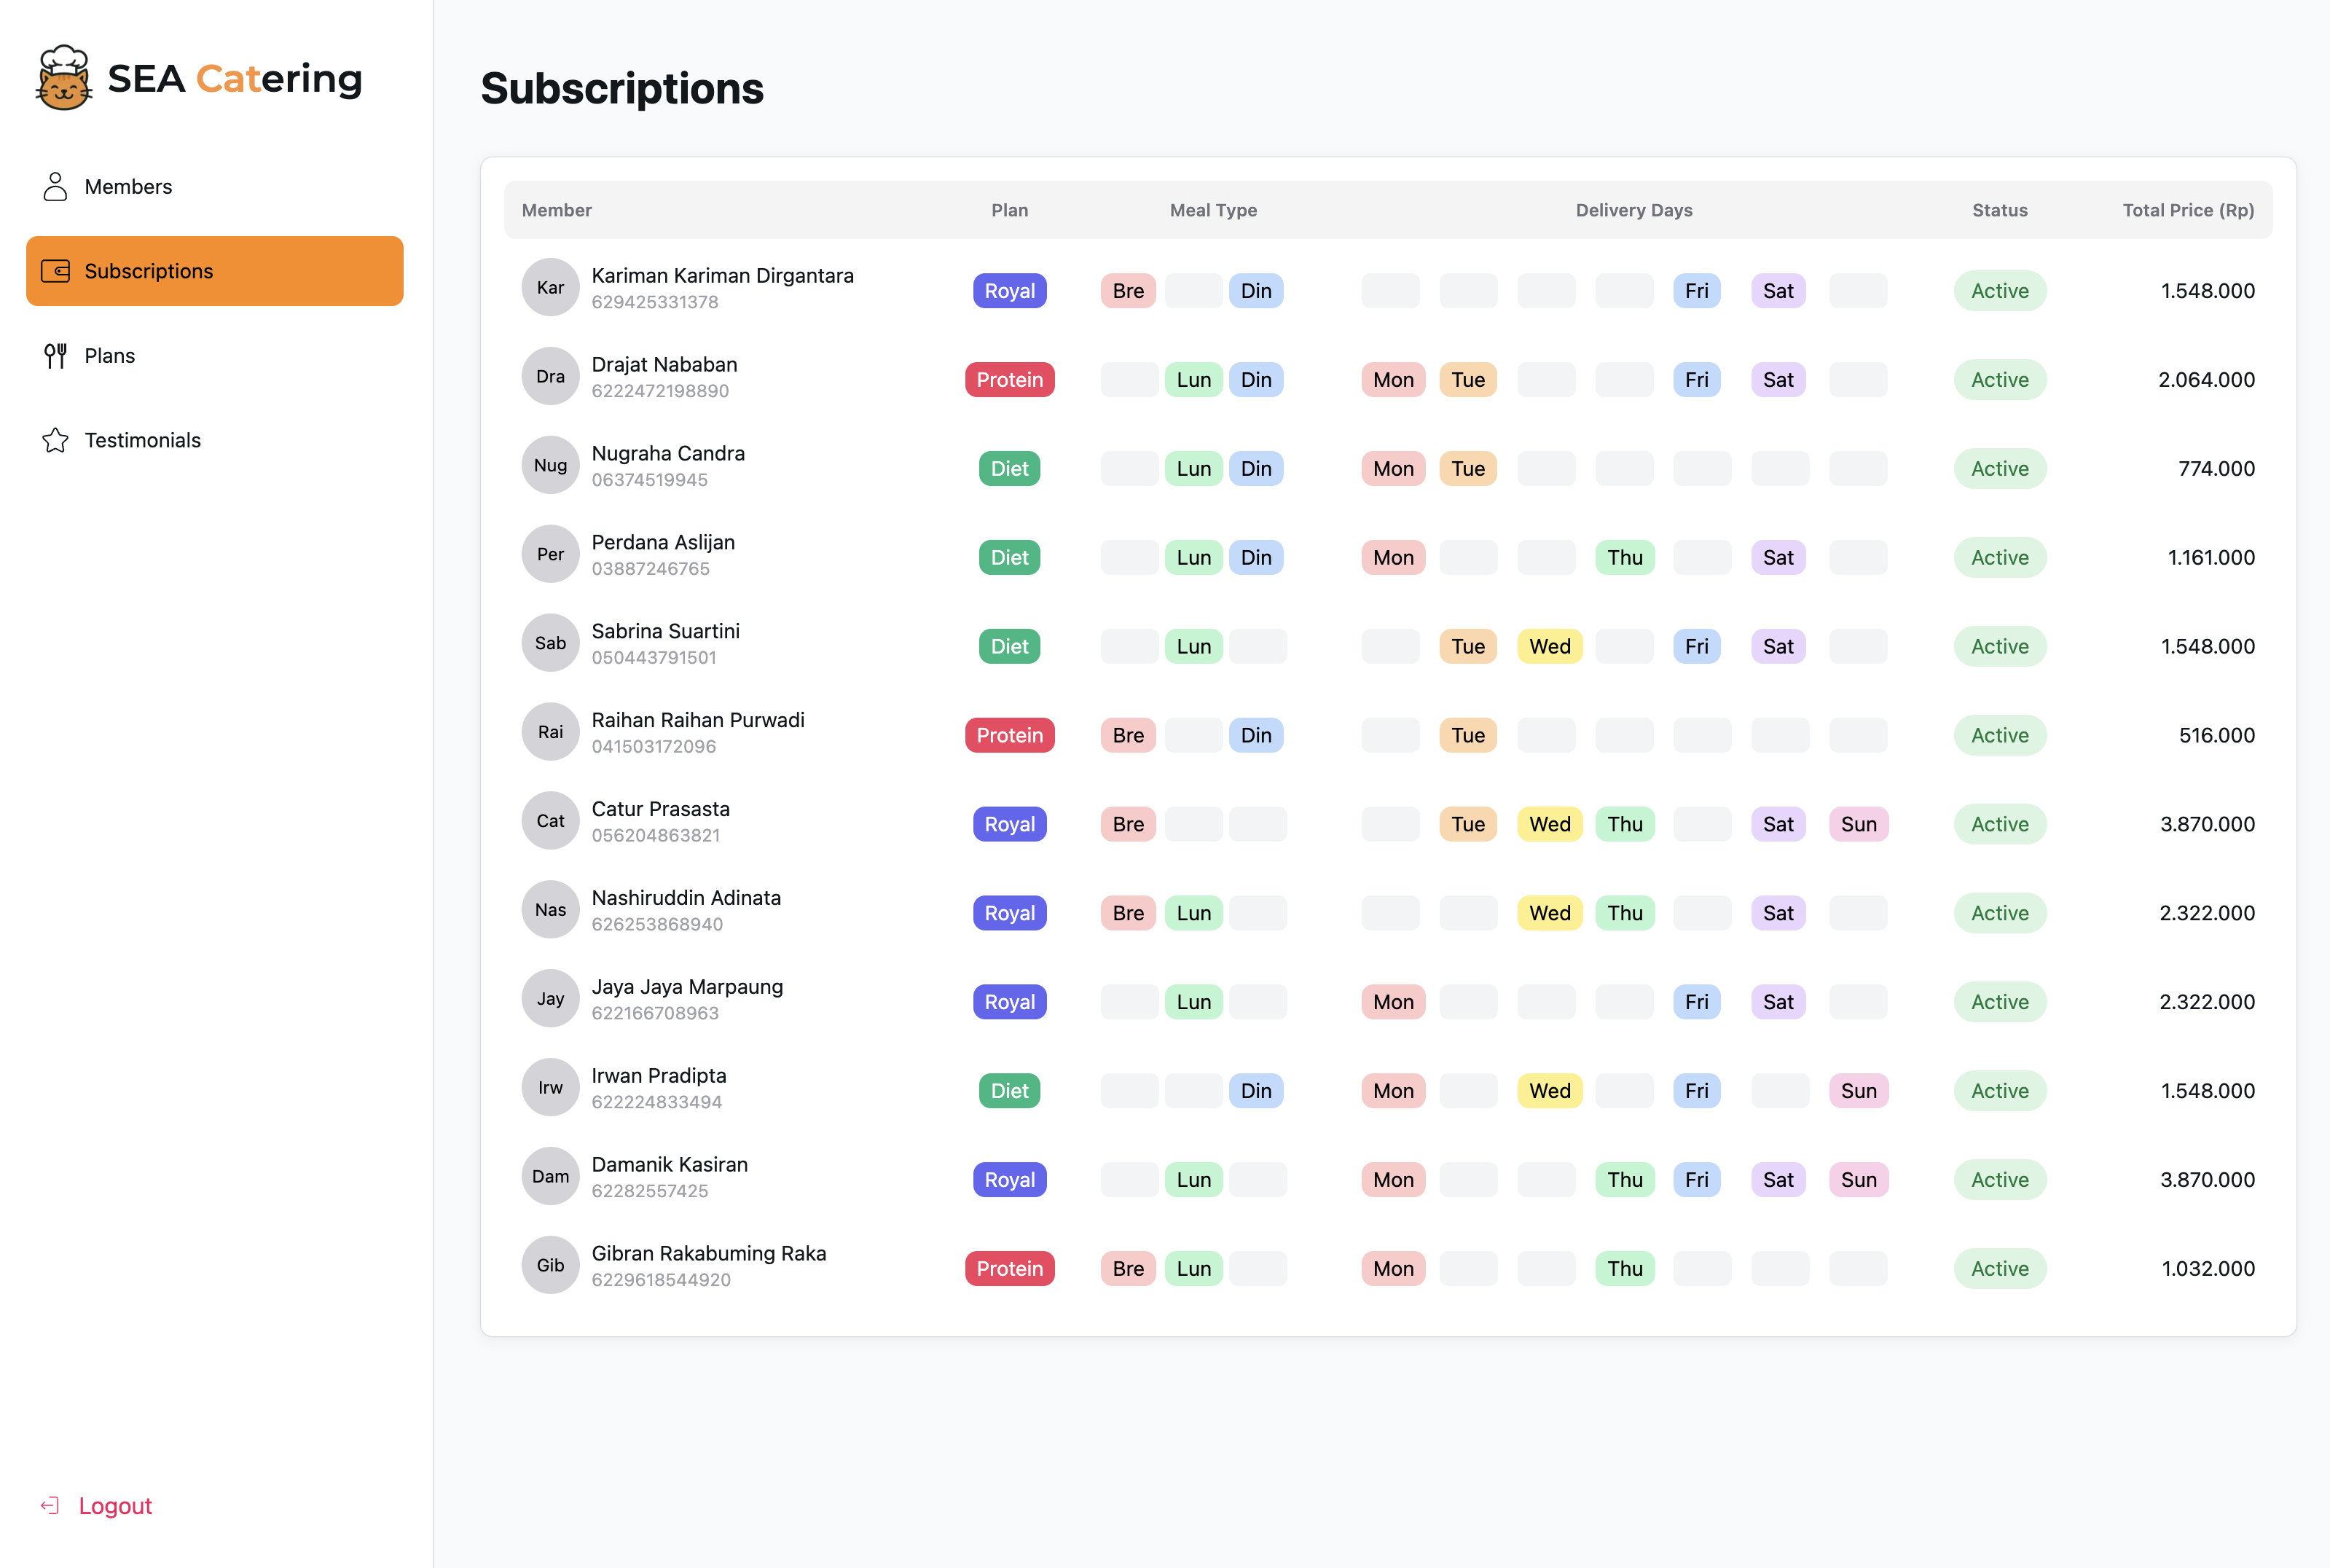 SEA Catering
Members
Subscriptions
Plans
Testimonials
Logout
Subscriptions
Member Plan Meal Type Delivery Days Status Total Price (Rp)
Kar Kariman Kariman Dirgantara Royal Bre Din Fri Sat Active 1.548.000
629425331378
Dra Drajat Nababan Protein Lun Din Mon Tue Fri Sat Active 2.064.000
6222472198890
Nug Nugraha Candra Diet Lun Din Mon Tue Active 774.000
06374519945
Per Perdana Aslijan Diet Lun Din Mon Thu Sat Active 1.161.000
03887246765
Sab Sabrina Suartini Diet Lun Tue Wed Fri Sat Active 1.548.000
050443791501
Rai Raihan Raihan Purwadi Protein Bre Din Tue Active 516.000
041503172096
Cat Catur Prasasta Royal Bre Tue Wed Thu Sat Sun Active 3.870.000
056204863821
Nas Nashiruddin Adinata Royal Bre Lun Wed Thu Sat Active 2.322.000
626253868940
Jay Jaya Jaya Marpaung Royal Lun Mon Fri Sat Active 2.322.000
622166708963
Irw Irwan Pradipta Diet Din Mon Wed Fri Sun Active 1.548.000
622224833494
Dam Damanik Kasiran Royal Lun Mon Thu Fri Sat Sun Active 3.870.000
62282557425
Gib Gibran Rakabuming Raka Protein Bre Lun Mon Thu Active 1.032.000
6229618544920